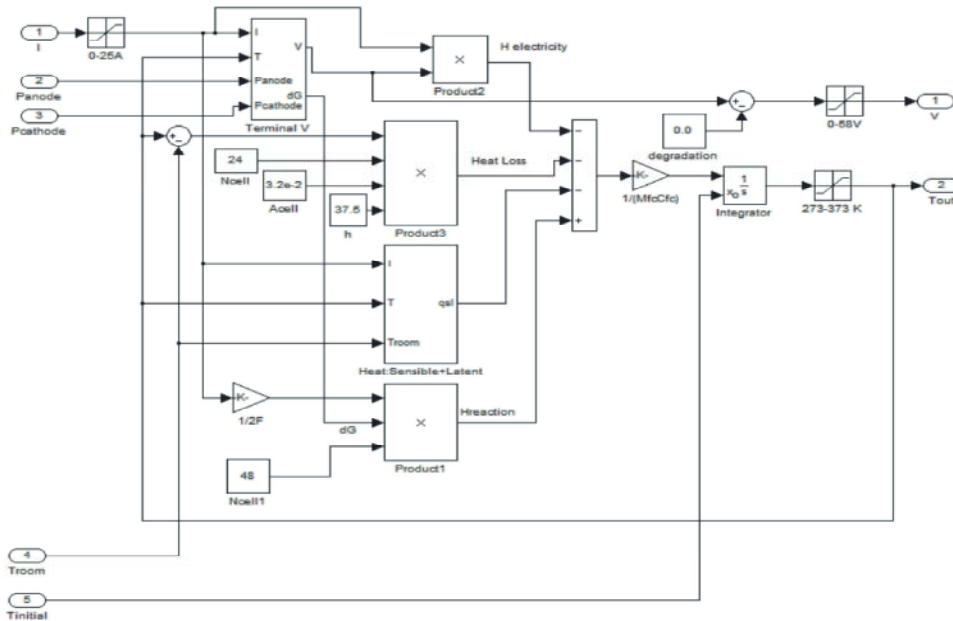 1
I
0-25A
2
Panode
3
Pcathode
I
T
Panode
Pcathode
V
dG
Terminal V
×
Product2
H electricity
24
Ncell
3.2e-2
Acell
37.5
h
×
Product3
Heat Loss
I
T
Troom
qsl
Heat:Sensible+Latent
K-
1/2F
dG
48
Ncell1
×
Product1
Hreaction
−
−
−
+
K-
1/(MfcCfc)
1
s
xo
Integrator
273-373 K
2
Tout
0.0
degradation
+
−
0-58V
1
V
+
−
4
Troom
5
Tinitial